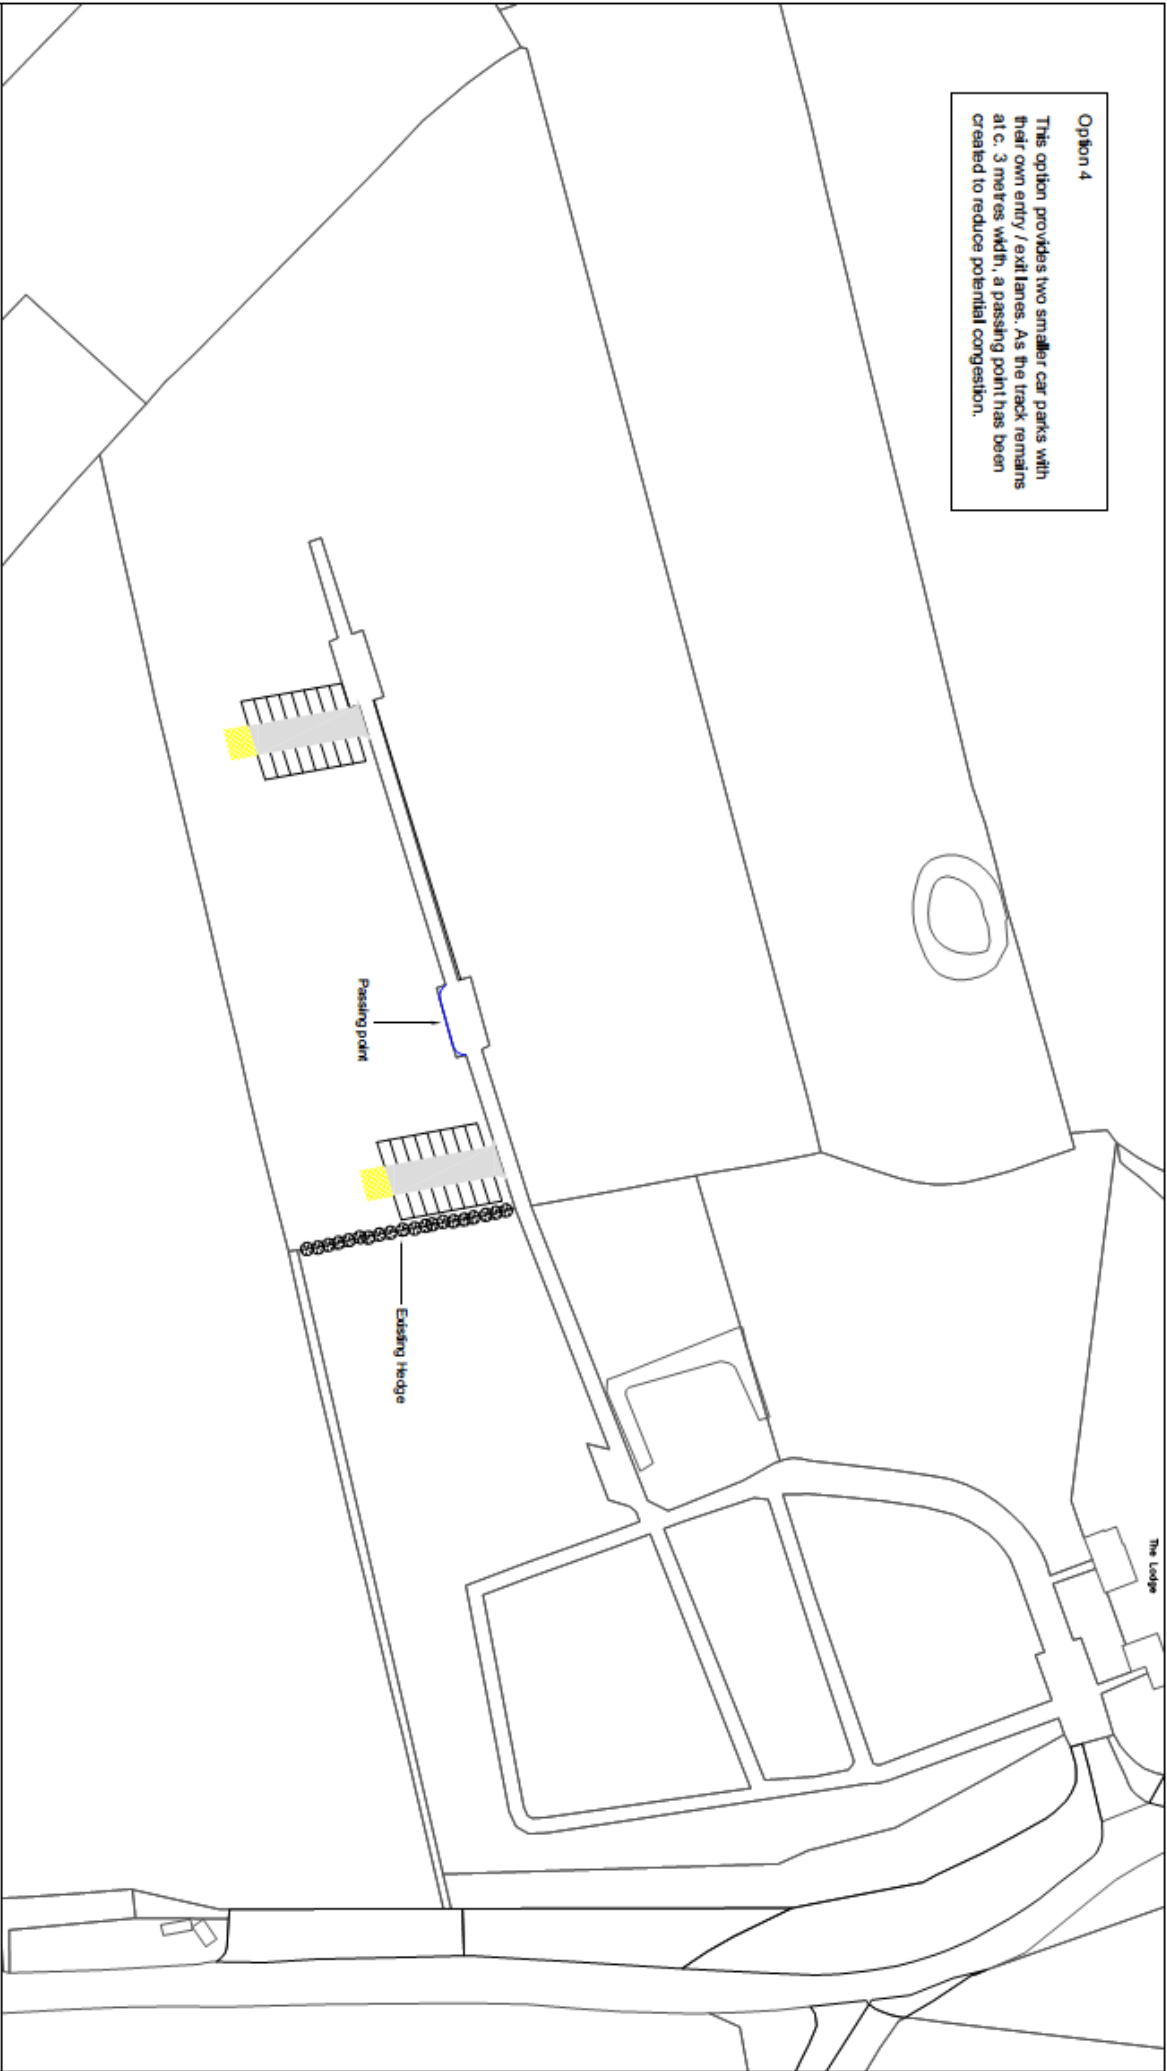 Option 4
This option provides two smaller car parks with
their own entry / exit lanes. As the track remains
at c. 3 metres width, a passing point has been
created to reduce potential congestion.
Passing point
Existing Hedge
The Lodge